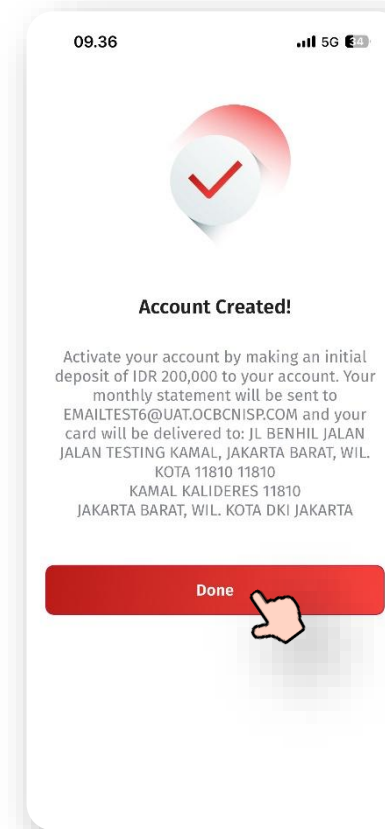 09.36
5G 34
Account Created!
Activate your account by making an initial
deposit of IDR 200,000 to your account. Your
monthly statement will be sent to
EMAILTEST6@UAT.OCBCNISP.COM and your
card will be delivered to: JL BENHIL JALAN
JALAN TESTING KAMAL, JAKARTA BARAT, WIL.
KOTA 11810 11810
KAMAL KALIDERES 11810
JAKARTA BARAT, WIL. KOTA DKI JAKARTA
Done